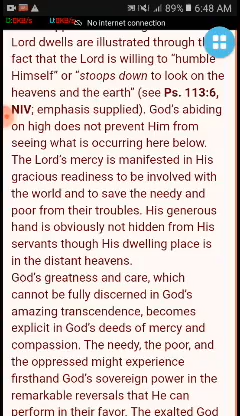 0KB/s U:0KB/s 89% 6:48 AM
No internet connection
Lord dwells are illustrated through
fact that the Lord is willing to “humble
Himself” or “stoops down to look on the
heavens and the earth” (see Ps. 113:6,
NIV; emphasis supplied). God’s abiding
on high does not prevent Him from
seeing what is occurring here below.
The Lord’s mercy is manifested in His
gracious readiness to be involved with
the world and to save the needy and
poor from their troubles. His generous
hand is obviously not hidden from His
servants though His dwelling place is
in the distant heavens.
God’s greatness and care, which
cannot be fully discerned in God’s
amazing transcendence, becomes
explicit in God’s deeds of mercy and
compassion. The needy, the poor, and
the oppressed might experience
firsthand God’s sovereign power in the
remarkable reversals that He can
perform in their favor. The exalted God